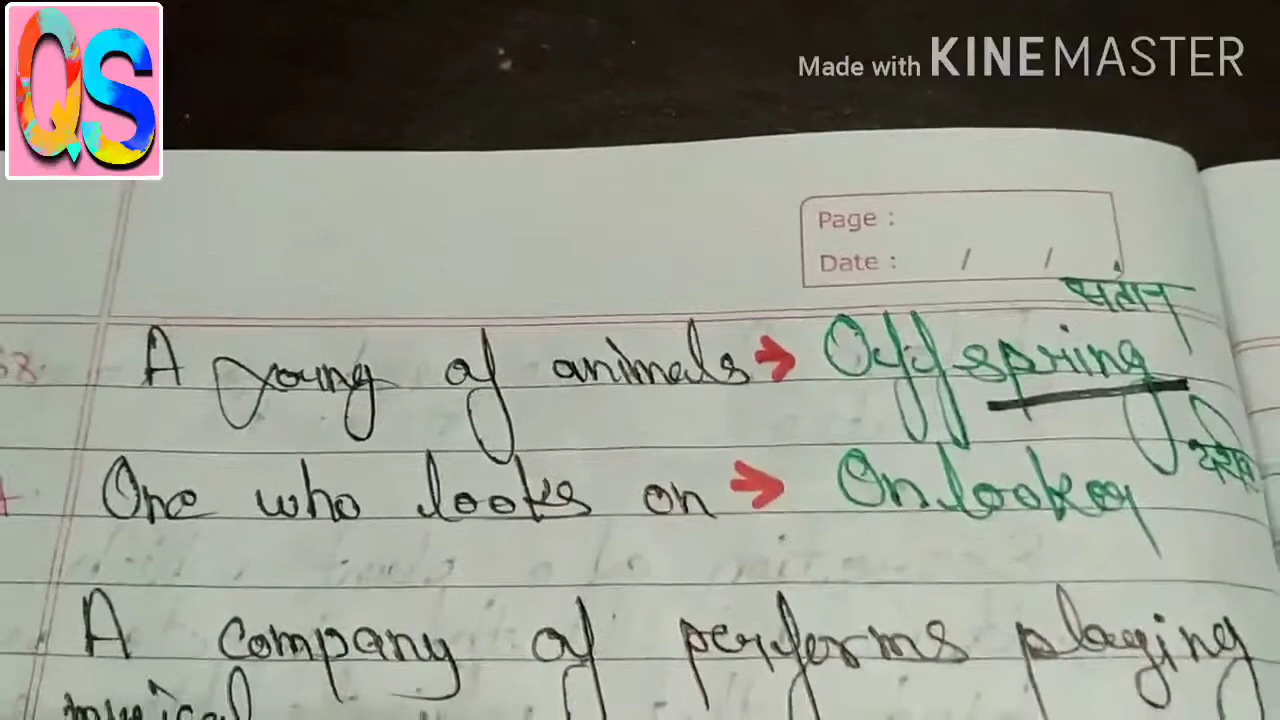 QS
Made with KINEMASTER
Page :
Date : / /
संतान
A young of animals → Offspring
One who looks on → Onlooker
A company of performs playing
musical